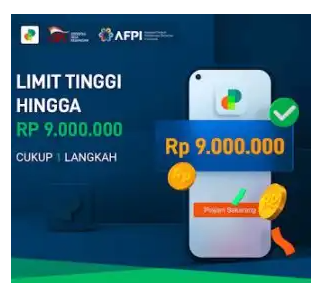 AFPI
LIMIT TINGGI
HINGGA
RP 9.000.000
CUKUP 1 LANGKAH
Rp 9.000.000
Pinjam Sekarang